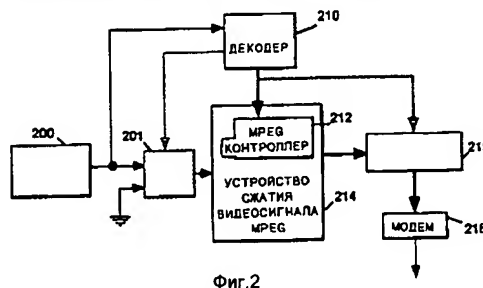 210
ДЕКОДЕР
200
201
MPEG
КОНТРОЛЛЕР
212
УСТРОЙСТВО
СЖАТИЯ
ВИДЕОСИГНАЛА
MPEG
214
МОДЕМ
Фиг.2